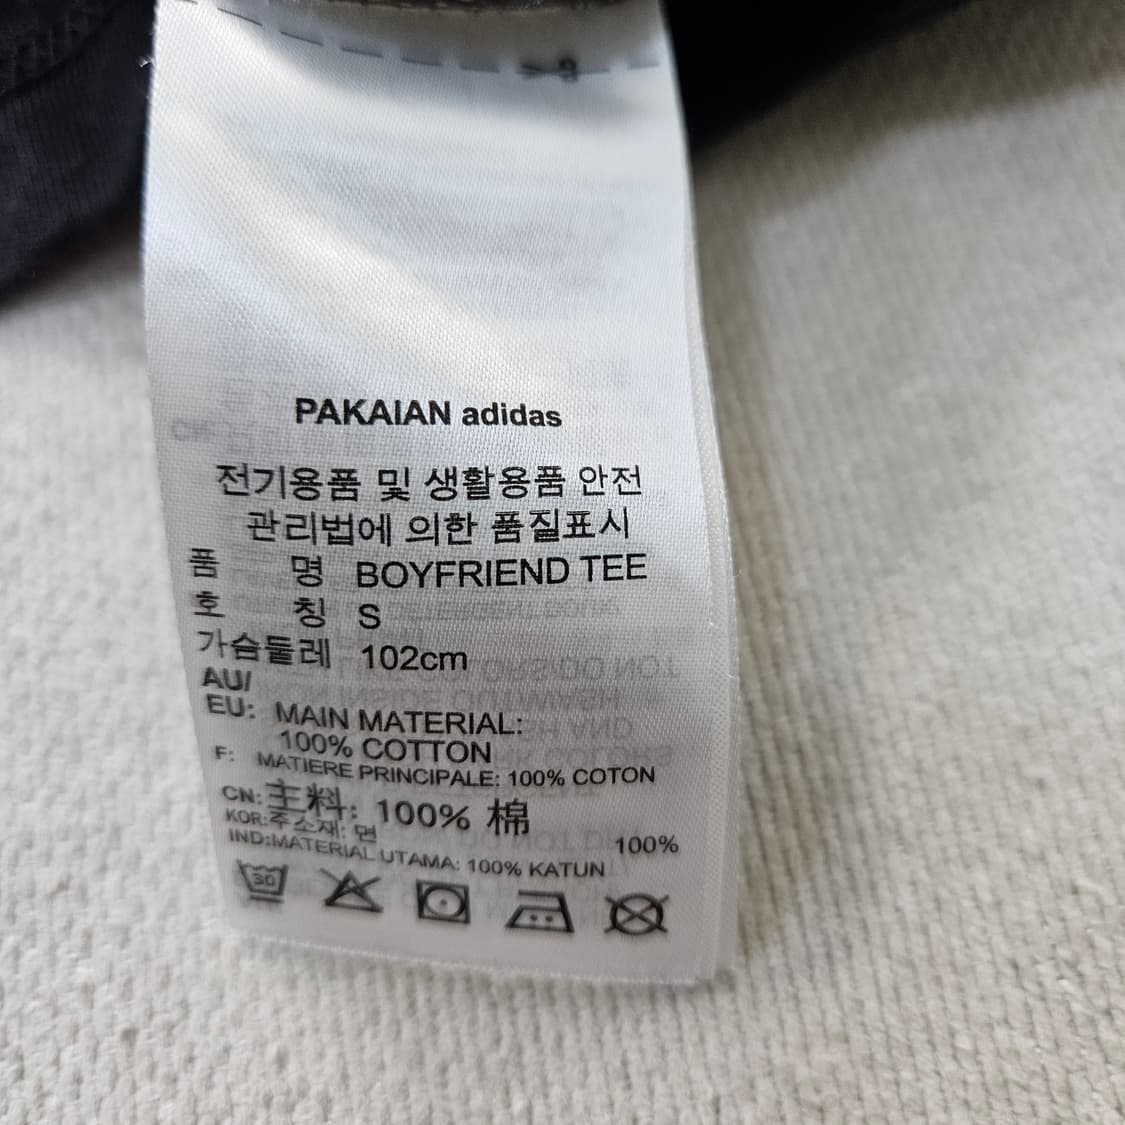 PAKAIAN adidas
전기용품 및 생활용품 안전
관리법에 의한 품질표시
품 명 BOYFRIEND TEE
호 칭 S
가슴둘레 102cm
AU/
EU: MAIN MATERIAL:
100% COTTON
F: MATIERE PRINCIPALE: 100% COTON
CN: 主料: 100% 棉
KOR:주소재: 면 100%
IND:MATERIAL UTAMA: 100% KATUN
30